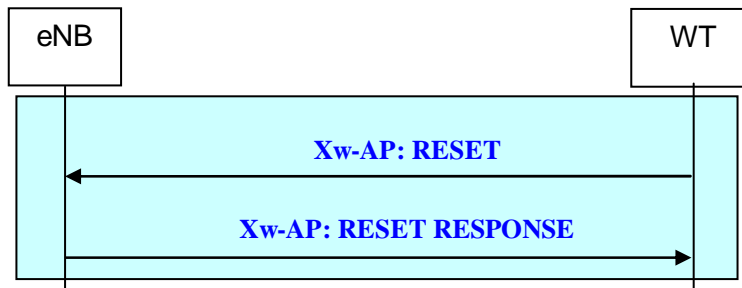 eNB
WT
Xw-AP: RESET
Xw-AP: RESET RESPONSE